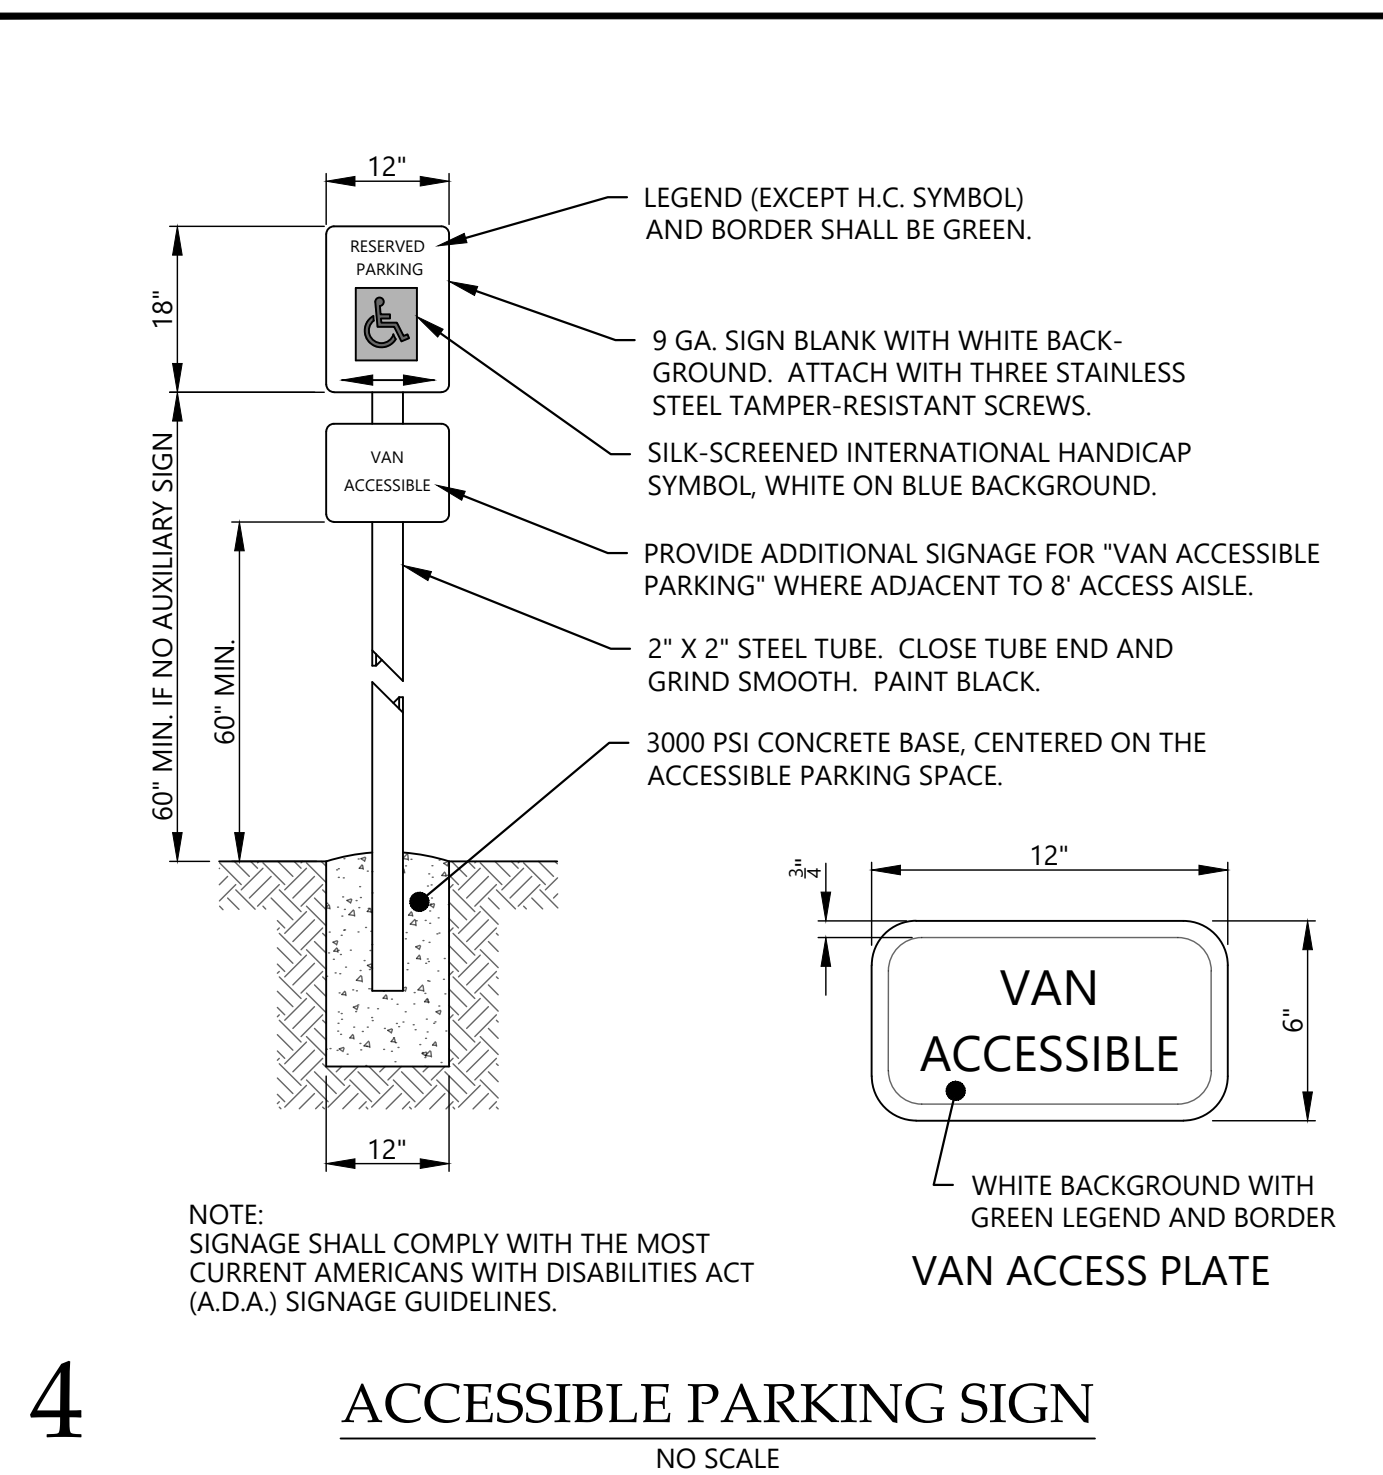 12"
LEGEND (EXCEPT H.C. SYMBOL)
AND BORDER SHALL BE GREEN.
RESERVED
PARKING
18"
9 GA. SIGN BLANK WITH WHITE BACK-
GROUND. ATTACH WITH THREE STAINLESS
STEEL TAMPER-RESISTANT SCREWS.
SILK-SCREENED INTERNATIONAL HANDICAP
SYMBOL, WHITE ON BLUE BACKGROUND.
VAN
ACCESSIBLE
PROVIDE ADDITIONAL SIGNAGE FOR "VAN ACCESSIBLE
PARKING" WHERE ADJACENT TO 8' ACCESS AISLE.
60" MIN. IF NO AUXILIARY SIGN
60" MIN.
2" X 2" STEEL TUBE. CLOSE TUBE END AND
GRIND SMOOTH. PAINT BLACK.
3000 PSI CONCRETE BASE, CENTERED ON THE
ACCESSIBLE PARKING SPACE.
12"
3/4"
12"
VAN
ACCESSIBLE
6"
WHITE BACKGROUND WITH
GREEN LEGEND AND BORDER
VAN ACCESS PLATE
NOTE:
SIGNAGE SHALL COMPLY WITH THE MOST
CURRENT AMERICANS WITH DISABILITIES ACT
(A.D.A.) SIGNAGE GUIDELINES.
4
ACCESSIBLE PARKING SIGN
NO SCALE